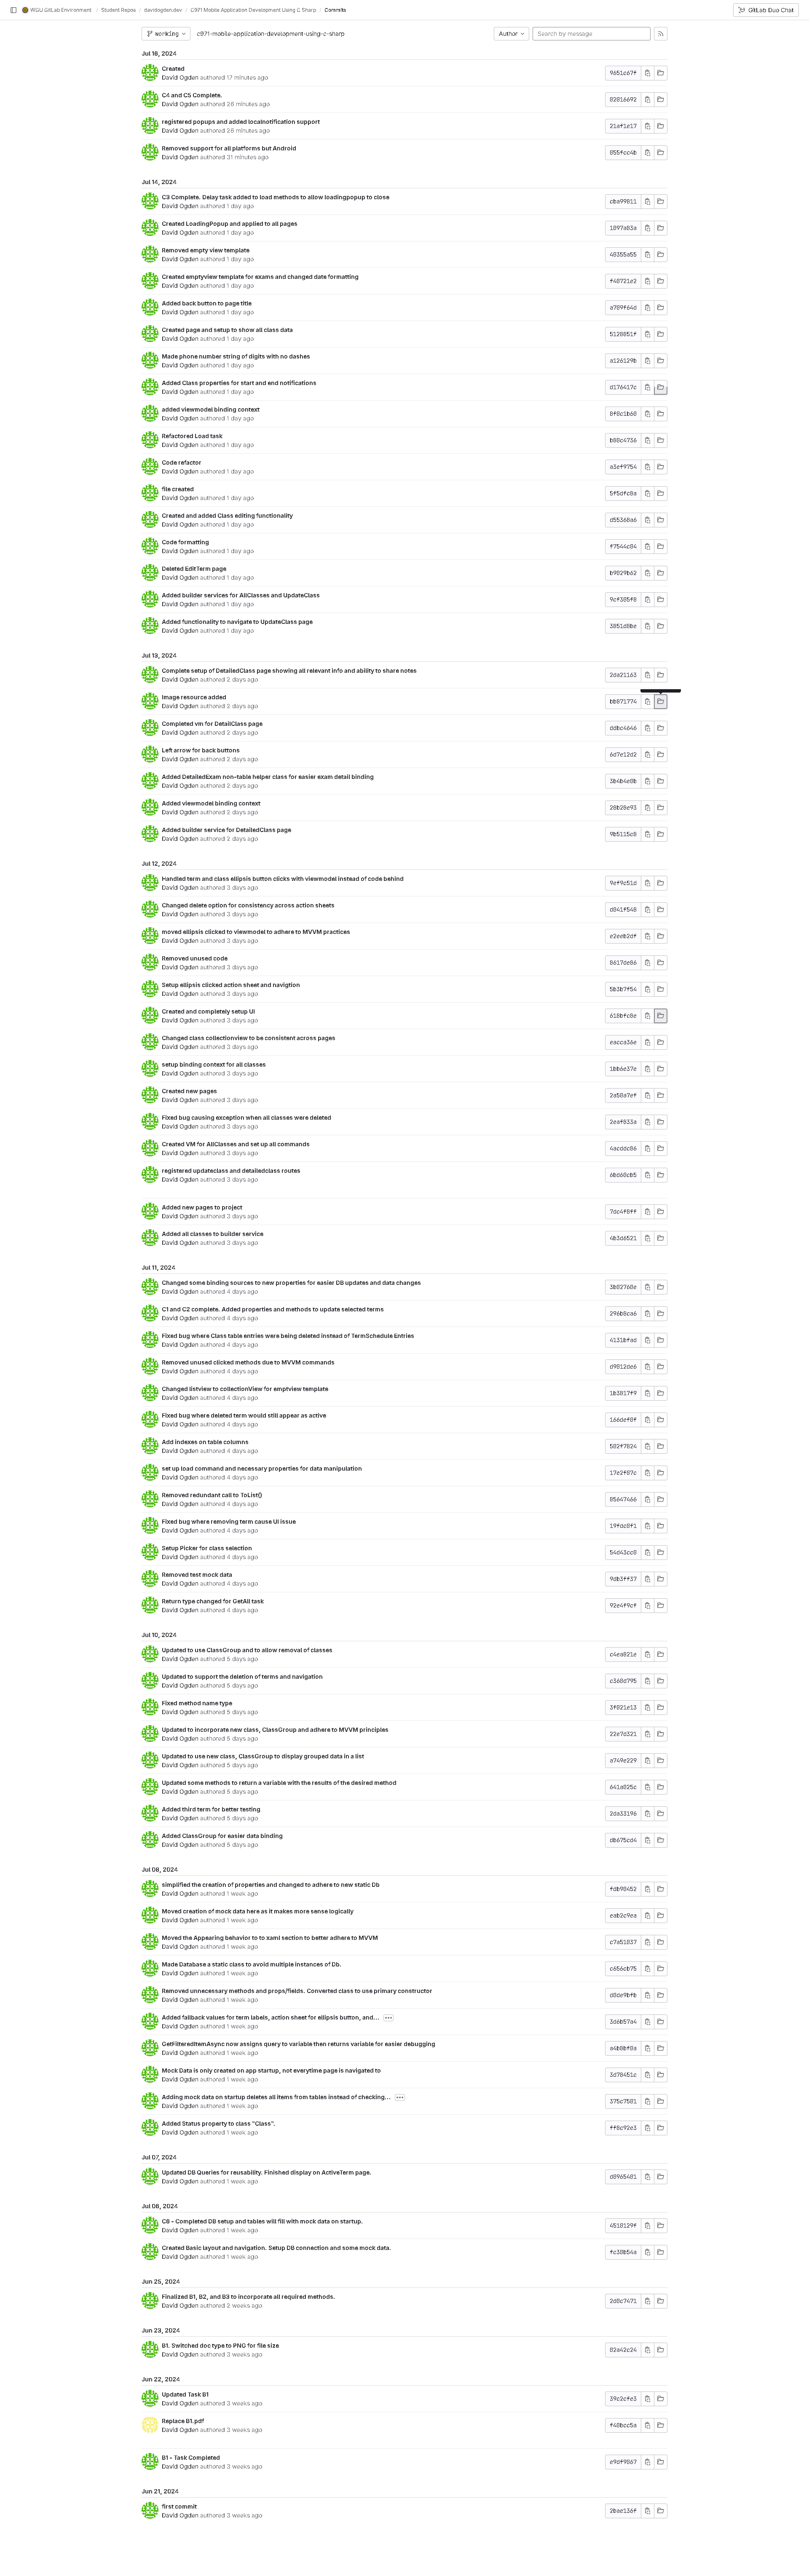 WGU GitLab Environment / Student Repos / davidogden.dev / C971 Mobile Application Development Using C Sharp / Commits
GitLab Duo Chat
working
c971-mobile-application-development-using-c-sharp
Author
Search by message
Jul 16, 2024
Created
9651c67f
David Ogden authored 17 minutes ago
C4 and C5 Complete.
David Ogden authored 26 minutes ago
registered popups and added localnotification support
21af1e17
David Ogden authored 26 minutes ago
Removed support for all platforms but Android
855fcc4b
David Ogden authored 31 minutes ago
Jul 14, 2024
C3 Complete. Delay task added to load methods to allow loadingpopup to close
cba99811
David Ogden authored 1 day ago
Created LoadingPopup and applied to all pages
David Ogden authored 1 day ago
Removed empty view template
David Ogden authored 1 day ago
Created emptyview template for exams and changed date formatting
David Ogden authored 1 day ago
Added back button to page title
David Ogden authored 1 day ago
Created page and setup to show all class data
David Ogden authored 1 day ago
Made phone number string of digits with no dashes
a126129b
David Ogden authored 1 day ago
Added Class properties for start and end notifications
d176417c
David Ogden authored 1 day ago
added viewmodel binding context
David Ogden authored 1 day ago
Refactored Load task
David Ogden authored 1 day ago
Code refactor
a3ef9754
David Ogden authored 1 day ago
file created
David Ogden authored 1 day ago
Created and added Class editing functionality
David Ogden authored 1 day ago
Code formatting
David Ogden authored 1 day ago
Deleted EditTerm page
David Ogden authored 1 day ago
Added builder services for AllClasses and UpdateClass
David Ogden authored 1 day ago
Added functionality to navigate to UpdateClass page
David Ogden authored 1 day ago
Jul 13, 2024
Complete setup of DetailedClass page showing all relevant info and ability to share notes
2da21163
David Ogden authored 2 days ago
Image resource added
bb871774
David Ogden authored 2 days ago
Completed vm for DetailClass page
ddbc4646
David Ogden authored 2 days ago
Left arrow for back buttons
6d7e12d2
David Ogden authored 2 days ago
Added DetailedExam non-table helper class for easier exam detail binding
David Ogden authored 2 days ago
Added viewmodel binding context
David Ogden authored 2 days ago
Added builder service for DetailedClass page
David Ogden authored 2 days ago
Jul 12, 2024
Handled term and class ellipsis button clicks with viewmodel instead of code behind
9ef9c51d
David Ogden authored 3 days ago
Changed delete option for consistency across action sheets
David Ogden authored 3 days ago
moved ellipsis clicked to viewmodel to adhere to MVVM practices
e2eeb2df
David Ogden authored 3 days ago
Removed unused code
David Ogden authored 3 days ago
Setup ellipsis clicked action sheet and navigtion
5b3b7f54
David Ogden authored 3 days ago
Created and completely setup UI
David Ogden authored 3 days ago
Changed class collectionview to be consistent across pages
eacca36e
David Ogden authored 3 days ago
setup binding context for all classes
1bb6e37e
David Ogden authored 3 days ago
Created new pages
David Ogden authored 3 days ago
Fixed bug causing exception when all classes were deleted
David Ogden authored 3 days ago
Created VM for AllClasses and set up all commands
David Ogden authored 3 days ago
registered updateclass and detailedclass routes
David Ogden authored 3 days ago
Added new pages to project
David Ogden authored 3 days ago
Added all classes to builder service
4b3d6521
David Ogden authored 3 days ago
Jul 11, 2024
Changed some binding sources to new properties for easier DB updates and data changes
David Ogden authored 4 days ago
C1 and C2 complete. Added properties and methods to update selected terms
David Ogden authored 4 days ago
Fixed bug where Class table entries were being deleted instead of TermSchedule Entries
4131bfad
David Ogden authored 4 days ago
Removed unused clicked methods due to MVVM commands
David Ogden authored 4 days ago
Changed listview to collectionView for emptview template
David Ogden authored 4 days ago
Fixed bug where deleted term would still appear as active
David Ogden authored 4 days ago
Add indexes on table columns
David Ogden authored 4 days ago
set up load command and necessary properties for data manipulation
David Ogden authored 4 days ago
Removed redundant call to ToList()
85647466
David Ogden authored 4 days ago
Fixed bug where removing term cause UI issue
David Ogden authored 4 days ago
Setup Picker for class selection
David Ogden authored 4 days ago
Removed test mock data
9db3ff37
David Ogden authored 4 days ago
Return type changed for GetAll task
92e4f9cf
David Ogden authored 4 days ago
Jul 10, 2024
Updated to use ClassGroup and to allow removal of classes
David Ogden authored 5 days ago
Updated to support the deletion of terms and navigation
David Ogden authored 5 days ago
Fixed method name type
David Ogden authored 5 days ago
Updated to incorporate new class, ClassGroup and adhere to MVVM principles
22e7d321
David Ogden authored 5 days ago
Updated to use new class, ClassGroup to display grouped data in a list
a749e229
David Ogden authored 5 days ago
Updated some methods to return a variable with the results of the desired method
David Ogden authored 5 days ago
Added third term for better testing
2da33196
David Ogden authored 5 days ago
Added ClassGroup for easier data binding
db675cd4
David Ogden authored 5 days ago
Jul 08, 2024
simplified the creation of properties and changed to adhere to new static Db
David Ogden authored 1 week ago
Moved creation of mock data here as it makes more sense logically
eab2c9ea
David Ogden authored 1 week ago
Moved the Appearing behavior to to xaml section to better adhere to MVVM
David Ogden authored 1 week ago
Made Database a static class to avoid multiple instances of Db.
c656cb75
David Ogden authored 1 week ago
Removed unnecessary methods and props/fields. Converted class to use primary constructor
David Ogden authored 1 week ago
Added fallback values for term labels, action sheet for ellipsis button, and...
3d6b57a4
David Ogden authored 1 week ago
GetFilteredItemAsync now assigns query to variable then returns variable for easier debugging
David Ogden authored 1 week ago
Mock Data is only created on app startup, not everytime page is navigated to
David Ogden authored 1 week ago
Adding mock data on startup deletes all items from tables instead of checking...
David Ogden authored 1 week ago
Added Status property to class "Class".
David Ogden authored 1 week ago
Jul 07, 2024
Updated DB Queries for reusability. Finished display on ActiveTerm page.
David Ogden authored 1 week ago
Jul 06, 2024
C6 - Completed DB setup and tables will fill with mock data on startup.
David Ogden authored 1 week ago
Created Basic layout and navigation. Setup DB connection and some mock data.
David Ogden authored 1 week ago
Jun 25, 2024
Finalized B1, B2, and B3 to incorporate all required methods.
David Ogden authored 2 weeks ago
Jun 23, 2024
B1. Switched doc type to PNG for file size
David Ogden authored 3 weeks ago
Jun 22, 2024
Updated Task B1
39c2cfe3
David Ogden authored 3 weeks ago
Replace B1.pdf
David Ogden authored 3 weeks ago
B1 - Task Completed
David Ogden authored 3 weeks ago
Jun 21, 2024
first commit
2bae136f
David Ogden authored 3 weeks ago